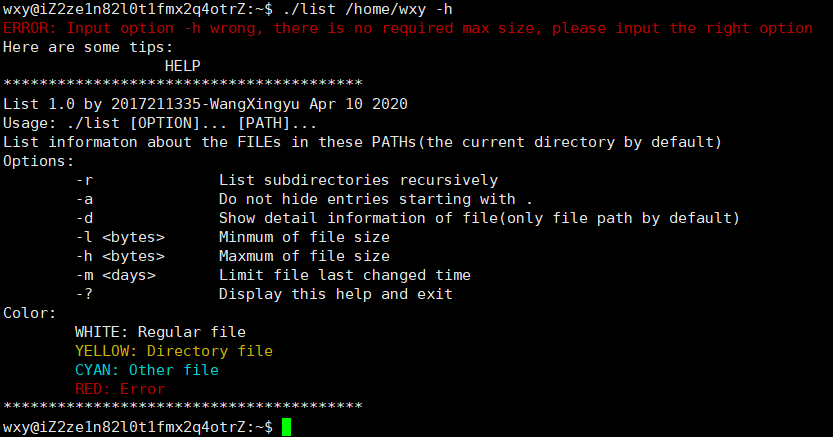 wxy@iZ2ze1n82l0t1fmx2q4otrZ:~$ ./list /home/wxy -h
ERROR: Input option -h wrong, there is no required max size, please input the right option
Here are some tips:
HELP
****************************************
List 1.0 by 2017211335-WangXingyu Apr 10 2020
Usage: ./list [OPTION]... [PATH]...
List informaton about the FILEs in these PATHs(the current directory by default)
Options:
-r List subdirectories recursively
-a Do not hide entries starting with .
-d Show detail information of file(only file path by default)
-l <bytes> Minmum of file size
-h <bytes> Maxmum of file size
-m <days> Limit file last changed time
-? Display this help and exit
Color:
WHITE: Regular file
YELLOW: Directory file
CYAN: Other file
RED: Error
****************************************
wxy@iZ2ze1n82l0t1fmx2q4otrZ:~$